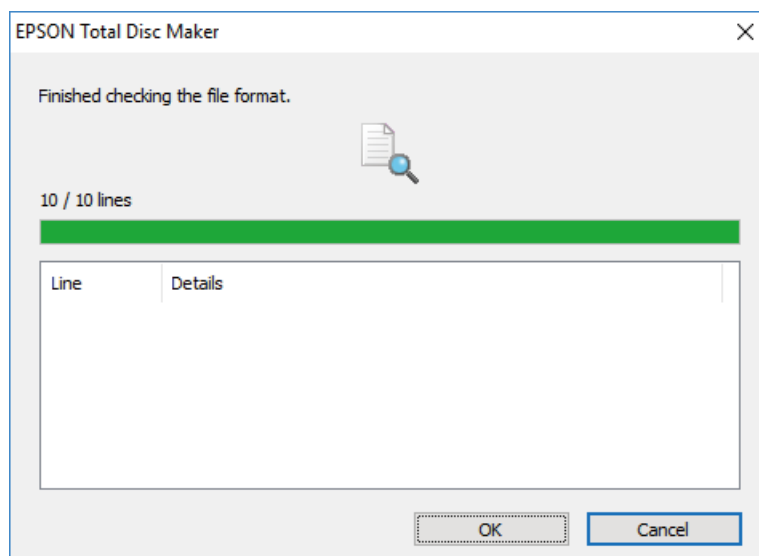 EPSON Total Disc Maker
Finished checking the file format.
10 / 10 lines
Line Details
OK Cancel